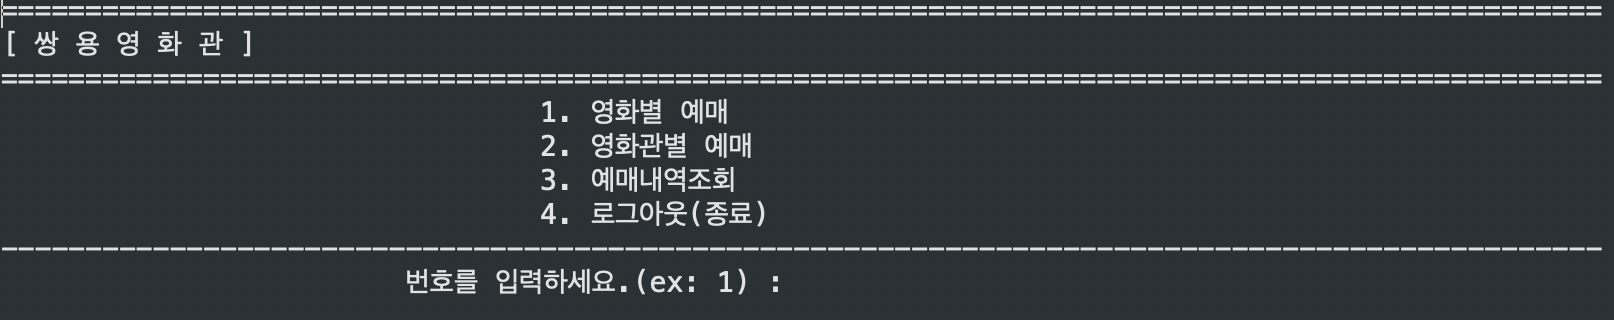 ===============================================================================================
[ 쌍 용 영 화 관 ]
===============================================================================================
1. 영화별 예매
2. 영화관별 예매
3. 예매내역조회
4. 로그아웃(종료)
-----------------------------------------------------------------------------------------------
번호를 입력하세요.(ex: 1) :